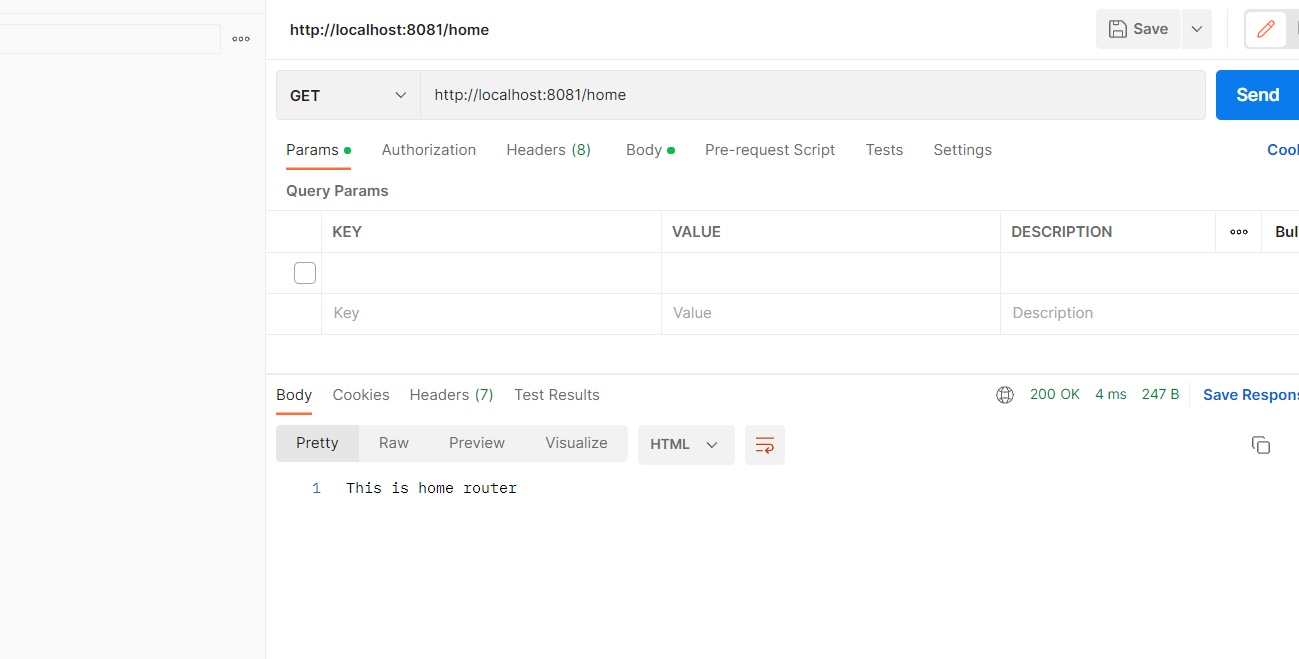 http://localhost:8081/home Save
GET http://localhost:8081/home Send
Params Authorization Headers (8) Body Pre-request Script Tests Settings
Query Params
KEY VALUE DESCRIPTION
Key Value Description
Body Cookies Headers (7) Test Results 200 OK 4 ms 247 B Save
Pretty Raw Preview Visualize HTML
1 This is home router